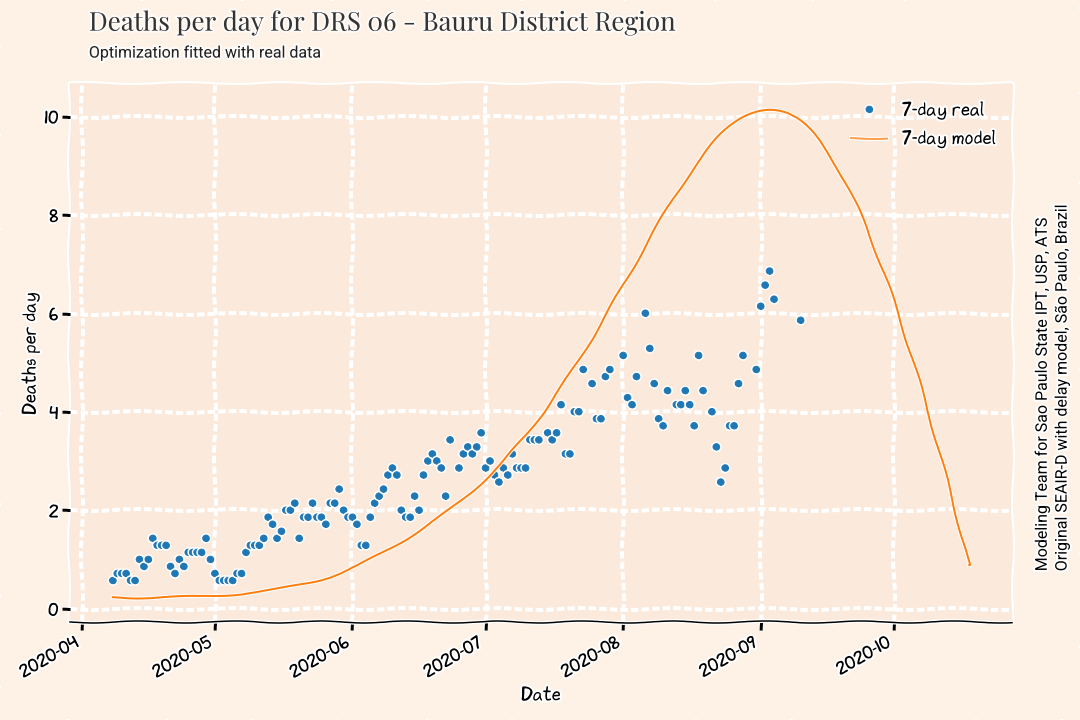 Deaths per day for DRS 06 - Bauru District Region
Optimization fitted with real data
7-day real
7-day model
10
8
6
4
2
0
Deaths per day
2020-04
2020-05
2020-06
2020-07
2020-08
2020-09
2020-10
Date
Modeling Team for Sao Paulo State IPT, USP, ATS
Original SEAIR-D with delay model, São Paulo, Brazil